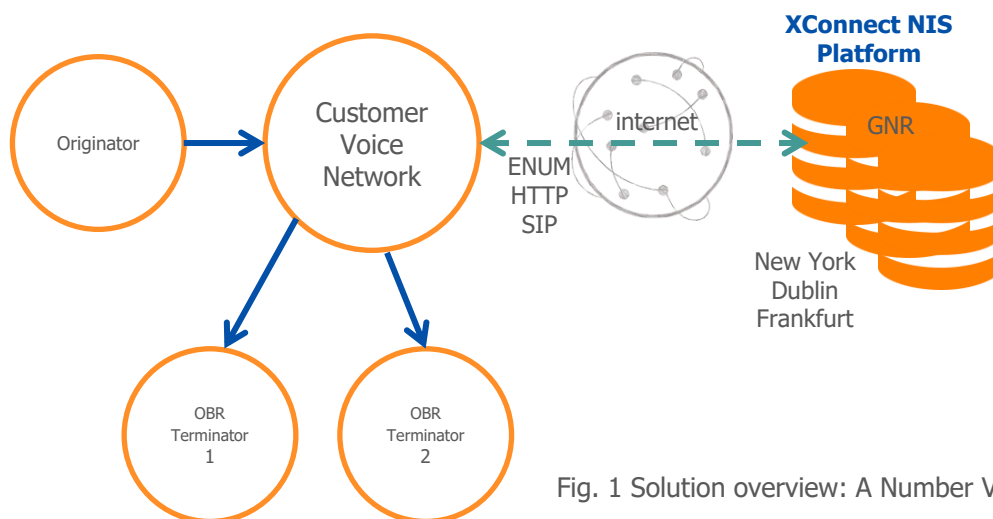 XConnect NIS
Platform
Originator
Customer
Voice
Network
internet
GNR
ENUM
HTTP
SIP
New York
Dublin
Frankfurt
OBR
Terminator
1
OBR
Terminator
2
Fig. 1 Solution overview: A Number V